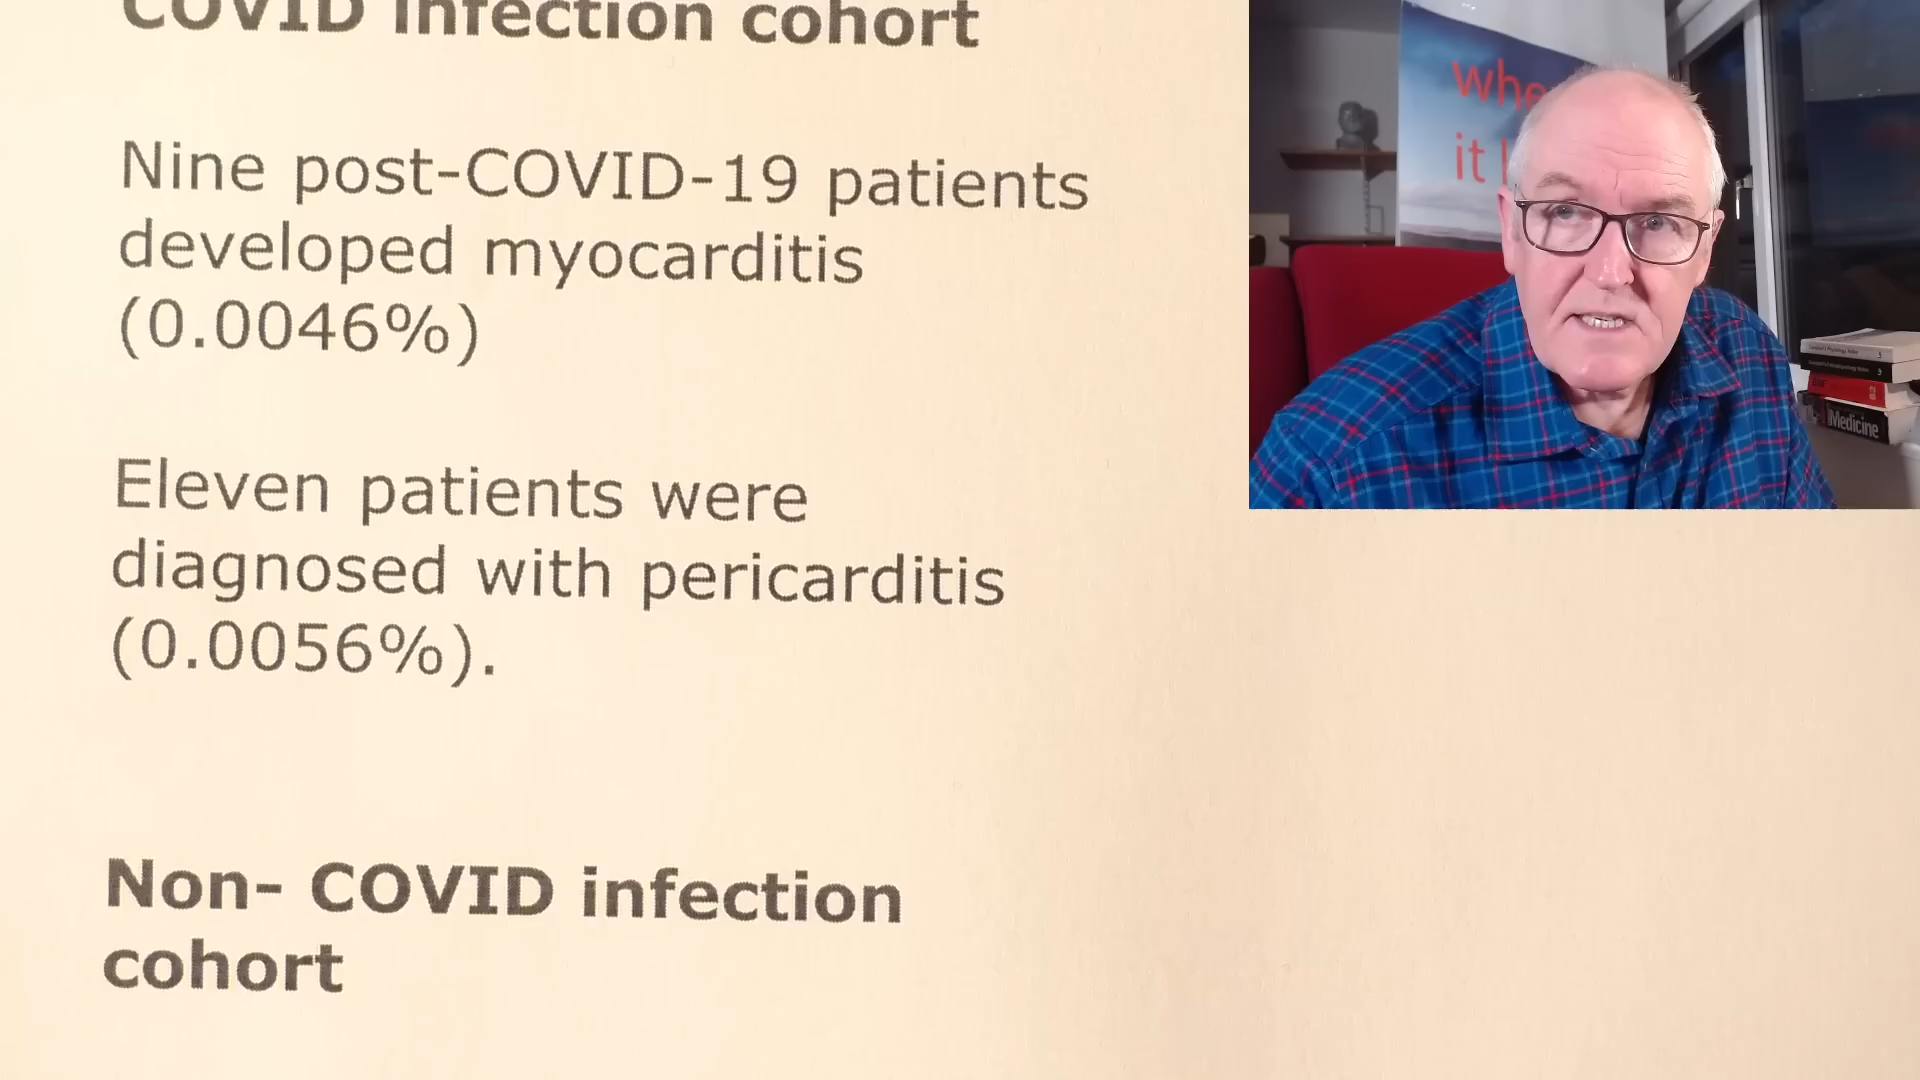 COVID infection cohort
Nine post-COVID-19 patients
developed myocarditis
(0.0046%)
Eleven patients were
diagnosed with pericarditis
(0.0056%).
Non- COVID infection
cohort
it
Medicine